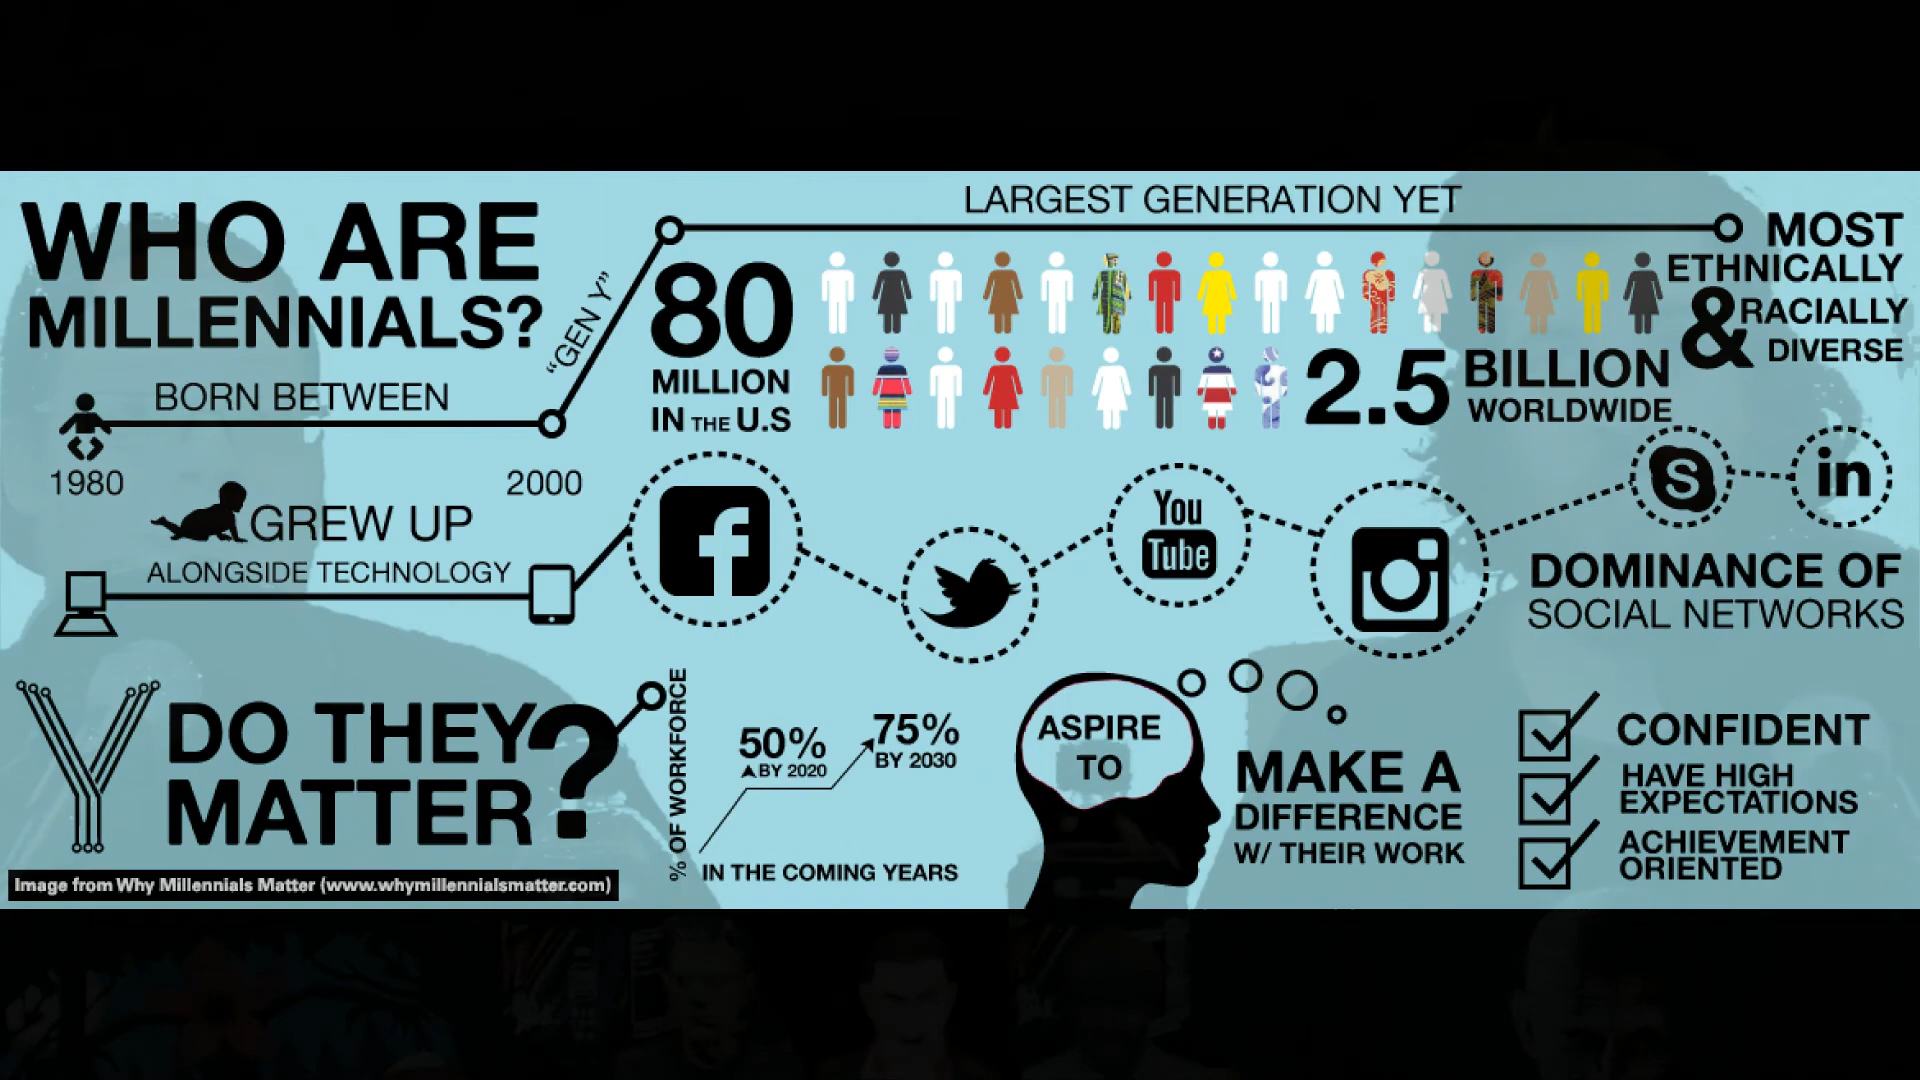 WHO ARE
MILLENNIALS?
BORN BETWEEN
1980
2000
"GEN Y"
LARGEST GENERATION YET
80
MILLION
IN THE U.S
2.5 BILLION
WORLDWIDE
MOST
ETHNICALLY
& RACIALLY
DIVERSE
GREW UP
ALONGSIDE TECHNOLOGY
f
You
Tube
S
in
DOMINANCE OF
SOCIAL NETWORKS
Y DO THEY
MATTER?
% OF WORKFORCE
50%
BY 2020
75%
BY 2030
IN THE COMING YEARS
ASPIRE
TO
MAKE A
DIFFERENCE
W/ THEIR WORK
CONFIDENT
HAVE HIGH
EXPECTATIONS
ACHIEVEMENT
ORIENTED
Image from Why Millennials Matter (www.whymillennialsmatter.com)